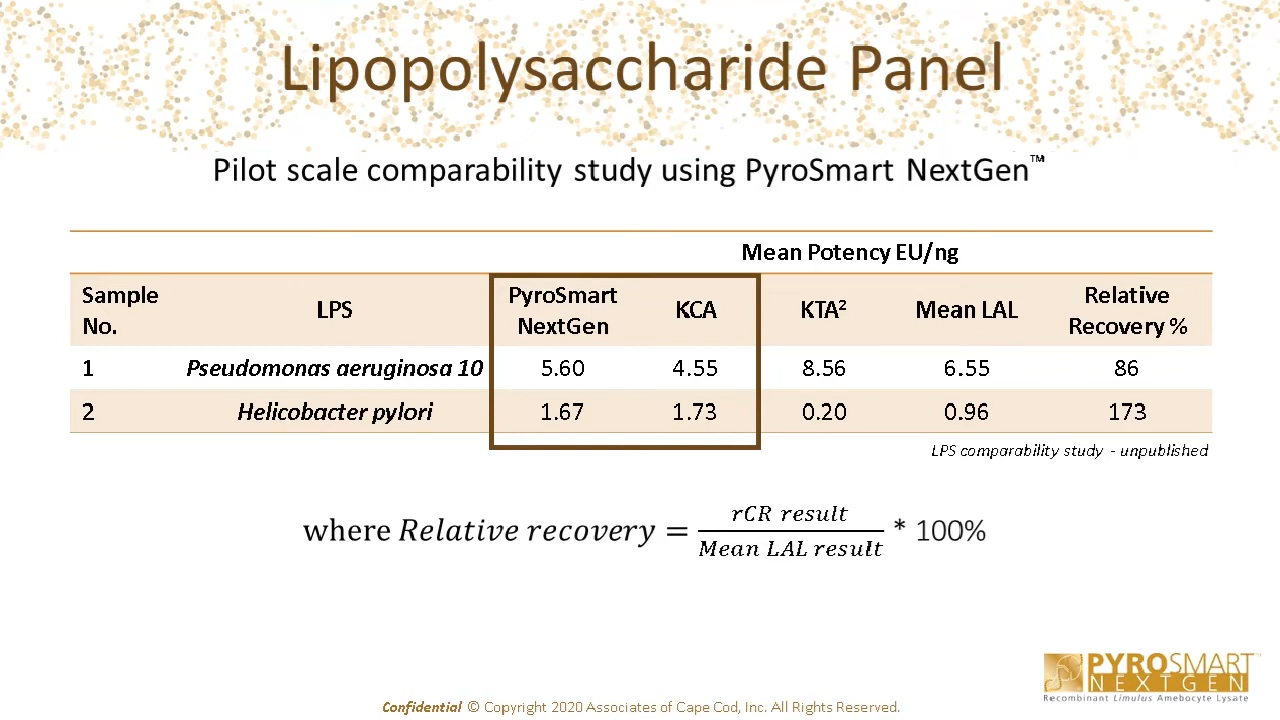 Lipopolysaccharide Panel
Pilot scale comparability study using PyroSmart NextGen™
Mean Potency EU/ng
Sample No. LPS PyroSmart NextGen KCA KTA² Mean LAL Relative Recovery %
1 Pseudomonas aeruginosa 10 5.60 4.55 8.56 6.55 86
2 Helicobacter pylori 1.67 1.73 0.20 0.96 173
LPS comparability study - unpublished
where Relative recovery = rCR result / Mean LAL result * 100%
PYROSMART™
NEXTGEN
Recombinant Limulus Amebocyte Lysate
Confidential © Copyright 2020 Associates of Cape Cod, Inc. All Rights Reserved.